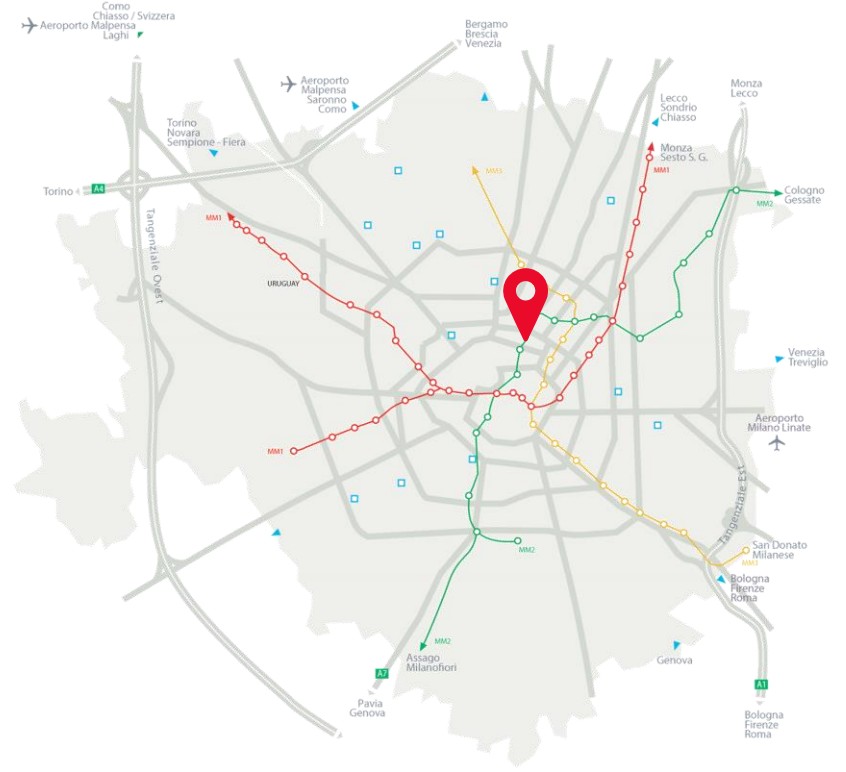 Como
Chiasso / Svizzera
Aeroporto Malpensa
Laghi
Bergamo
Brescia
Venezia
Aeroporto
Malpensa
Saronno
Como
Monza
Lecco
Lecco
Sondrio
Chiasso
Torino
Novara
Sempione - Fiera
Monza
Sesto S. G.
MM1
MM3
Torino
A4
Cologno
Gessate
MM2
MM1
Tangenziale Ovest
URUGUAY
Venezia
Treviglio
Aeroporto
Milano Linate
MM1
Tangenziale Est
San Donato
Milanese
MM2
MM3
Bologna
Firenze
Roma
MM2
Assago
Milanofiori
Genova
A7
A1
Pavia
Genova
Bologna
Firenze
Roma